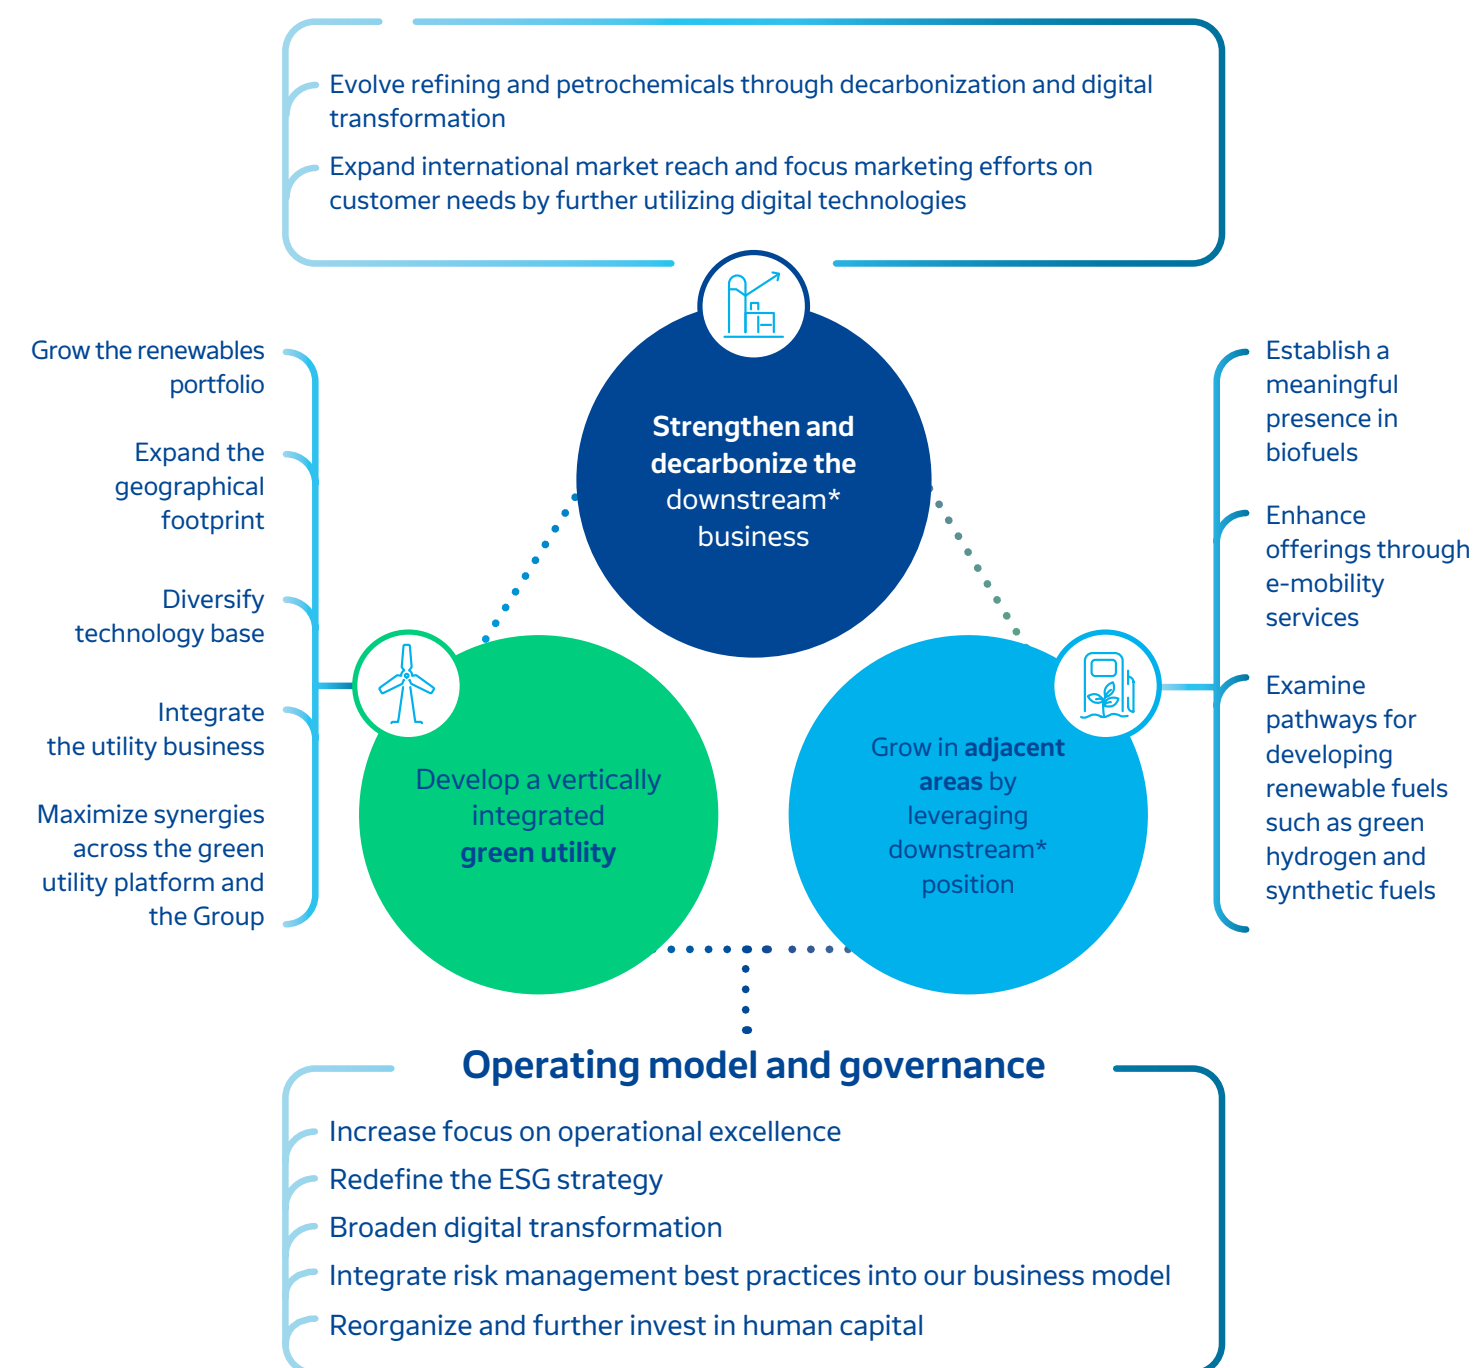 Evolve refining and petrochemicals through decarbonization and digital
transformation
Expand international market reach and focus marketing efforts on
customer needs by further utilizing digital technologies
Strengthen and
decarbonize the
downstream*
business
Grow the renewables
portfolio
Expand the
geographical
footprint
Diversify
technology base
Integrate
the utility business
Maximize synergies
across the green
utility platform and
the Group
Develop a vertically
integrated
green utility
Grow in adjacent
areas by
leveraging
downstream*
position
Establish a
meaningful
presence in
biofuels
Enhance
offerings through
e-mobility
services
Examine
pathways for
developing
renewable fuels
such as green
hydrogen and
synthetic fuels
Operating model and governance
Increase focus on operational excellence
Redefine the ESG strategy
Broaden digital transformation
Integrate risk management best practices into our business model
Reorganize and further invest in human capital